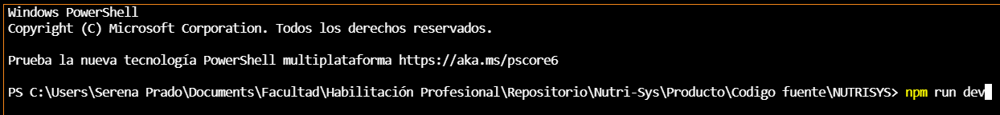 Windows PowerShell
Copyright (C) Microsoft Corporation. Todos los derechos reservados.
Prueba la nueva tecnología PowerShell multiplataforma https://aka.ms/pscore6
PS C:\Users\Serena Prado\Documents\Facultad\Habilitación Profesional\Repositorio\Nutri-Sys\Producto\Codigo fuente\NUTRISYS> npm run dev